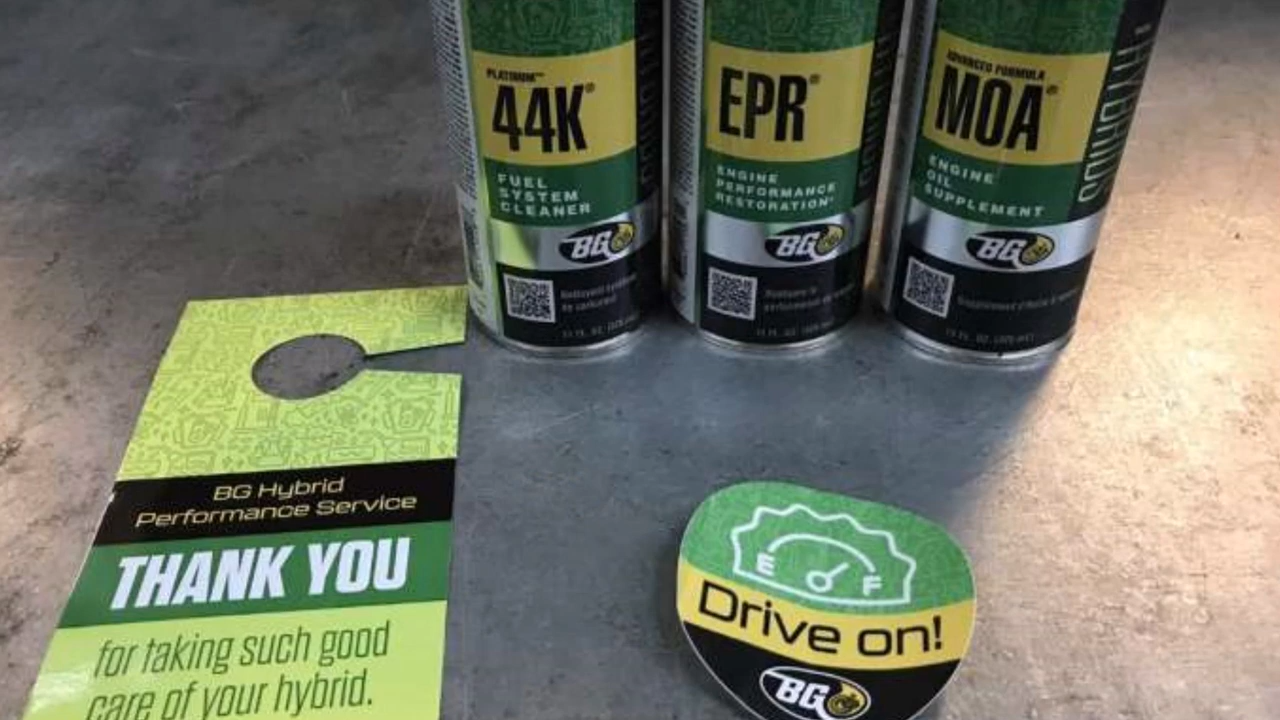 PLATINUM™
44K®
FUEL
SYSTEM
CLEANER
BG
EPR®
ENGINE
PERFORMANCE
RESTORATION®
BG
ADVANCED FORMULA
MOA®
ENGINE
OIL
SUPPLEMENT
BG
HYBRIDS
BG Hybrid
Performance Service
THANK YOU
for taking such good
care of your hybrid.
E F
Drive on!
BG